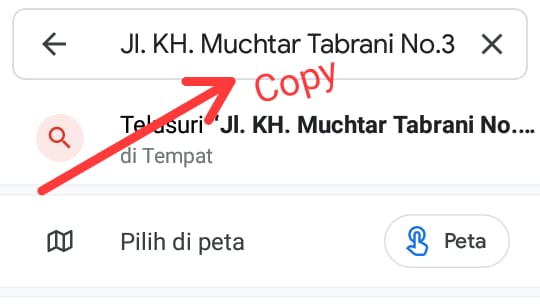 Jl. KH. Muchtar Tabrani No.3
Copy
Telusuri "Jl. KH. Muchtar Tabrani No....
di Tempat
Pilih di peta
Peta